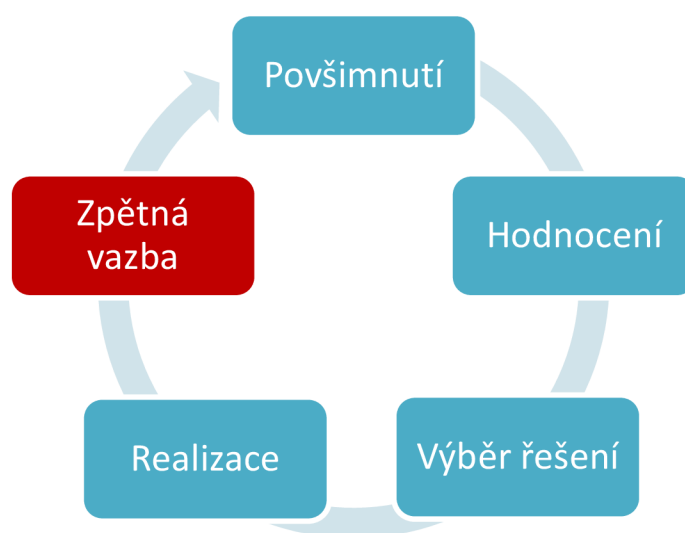 Povšimnutí
Hodnocení
Výběr řešení
Realizace
Zpětná
vazba